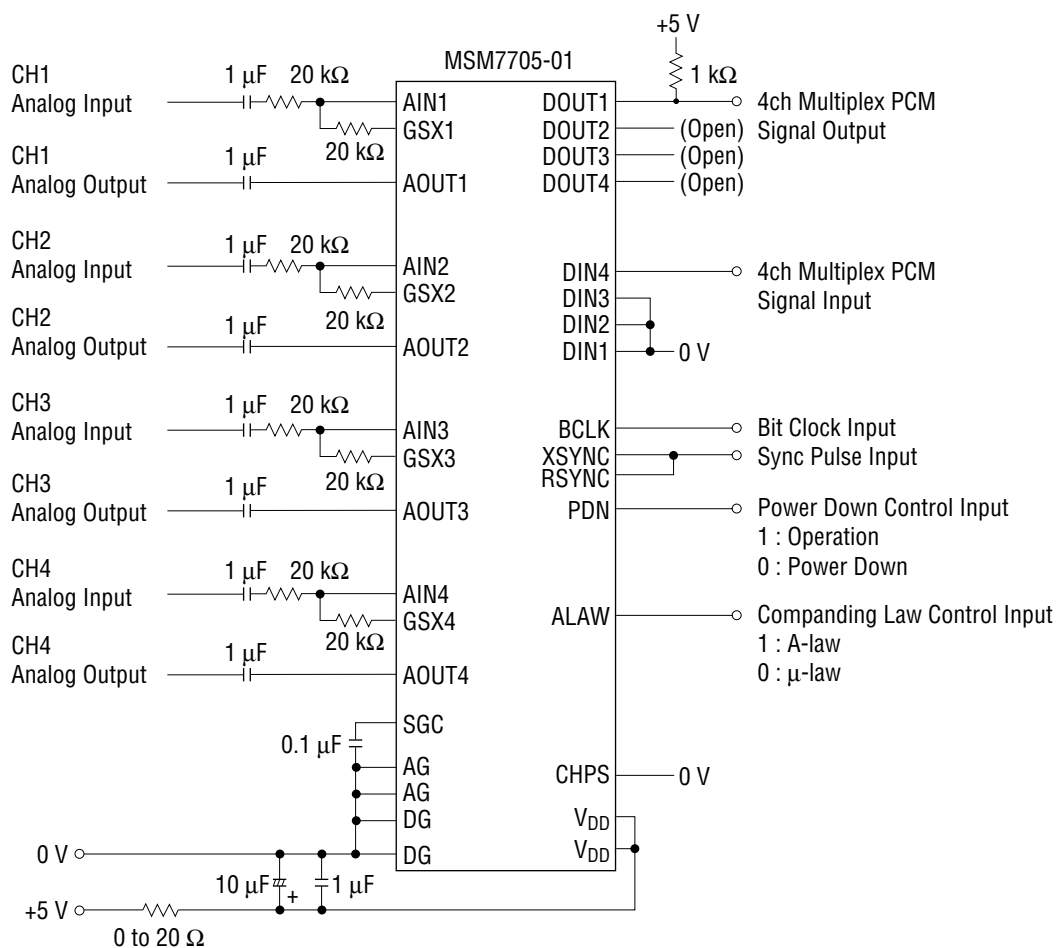 +5 V
MSM7705-01
1 kΩ
CH1
Analog Input
1 μF
20 kΩ
20 kΩ
AIN1
GSX1
CH1
Analog Output
1 μF
AOUT1
CH2
Analog Input
1 μF
20 kΩ
20 kΩ
AIN2
GSX2
CH2
Analog Output
1 μF
AOUT2
CH3
Analog Input
1 μF
20 kΩ
20 kΩ
AIN3
GSX3
CH3
Analog Output
1 μF
AOUT3
CH4
Analog Input
1 μF
20 kΩ
20 kΩ
AIN4
GSX4
CH4
Analog Output
1 μF
AOUT4
SGC
0.1 μF
AG
AG
DG
DG
0 V
10 μF
+
1 μF
+5 V
0 to 20 Ω
DOUT1
4ch Multiplex PCM
Signal Output
DOUT2 (Open)
DOUT3 (Open)
DOUT4 (Open)
DIN4
4ch Multiplex PCM
Signal Input
DIN3
DIN2
DIN1 0 V
BCLK Bit Clock Input
XSYNC Sync Pulse Input
RSYNC
PDN Power Down Control Input
1 : Operation
0 : Power Down
ALAW Companding Law Control Input
1 : A-law
0 : μ-law
CHPS 0 V
VDD
VDD